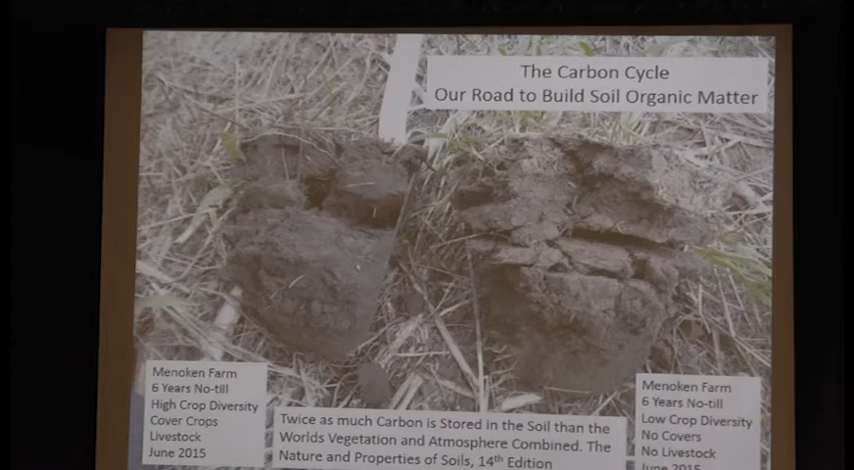 The Carbon Cycle
Our Road to Build Soil Organic Matter
Menoken Farm
6 Years No-till
High Crop Diversity
Cover Crops
Livestock
June 2015
Twice as much Carbon is Stored in the Soil than the
Worlds Vegetation and Atmosphere Combined. The
Nature and Properties of Soils, 14th Edition
Menoken Farm
6 Years No-till
Low Crop Diversity
No Covers
No Livestock
June 2015